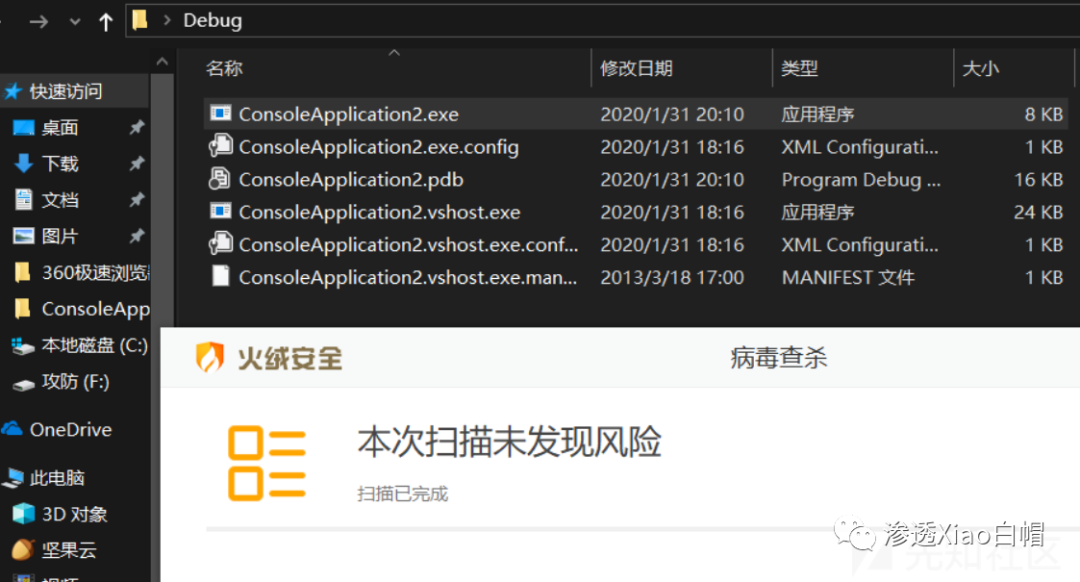 Debug
名称 修改日期 类型 大小
快速访问
桌面
下载
文档
图片
360极速浏览
ConsoleApp
本地磁盘 (C:)
攻防 (F:)
OneDrive
此电脑
3D 对象
坚果云
视频
ConsoleApplication2.exe 2020/1/31 20:10 应用程序 8 KB
ConsoleApplication2.exe.config 2020/1/31 18:16 XML Configurati... 1 KB
ConsoleApplication2.pdb 2020/1/31 20:10 Program Debug ... 16 KB
ConsoleApplication2.vshost.exe 2020/1/31 18:16 应用程序 24 KB
ConsoleApplication2.vshost.exe.conf... 2020/1/31 18:16 XML Configurati... 1 KB
ConsoleApplication2.vshost.exe.man... 2013/3/18 17:00 MANIFEST 文件 1 KB
火绒安全
病毒查杀
本次扫描未发现风险
扫描已完成
渗透Xiao白帽
先知社区